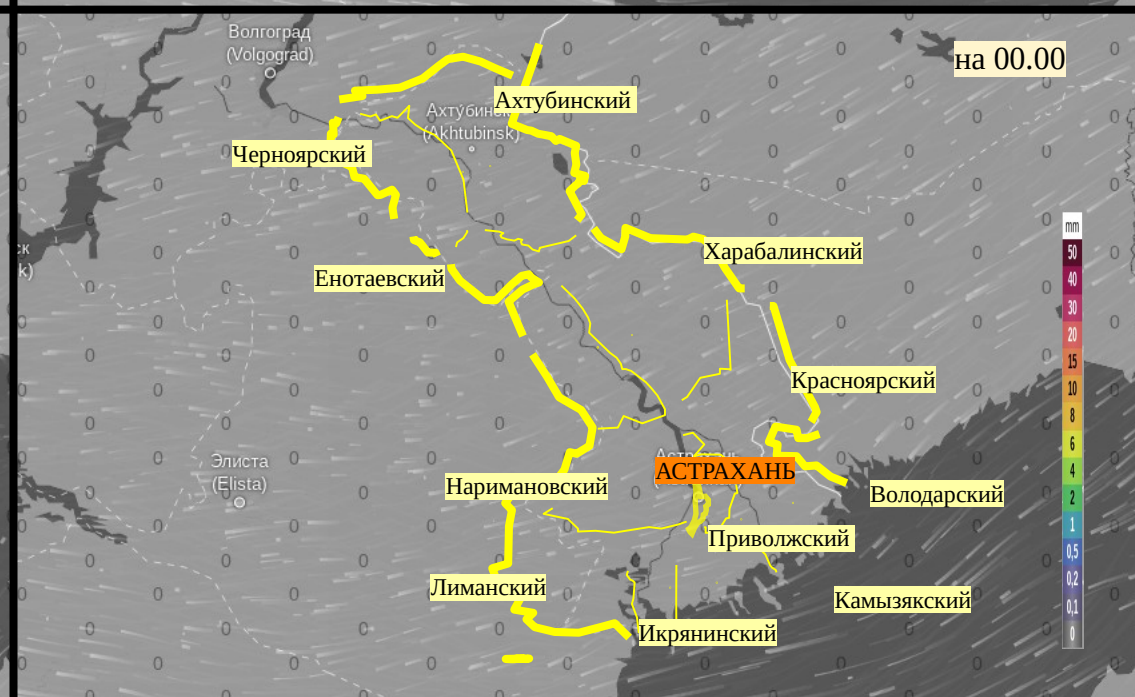 Волгоград
(Volgograd)
на 00.00
Ахтубинский
(Akhtubinsk)
Черноярский
ск
k)
Харабалинский
Енотаевский
mm
50
40
30
20
15
10
8
6
4
2
1
0,5
0,2
0,1
0
Красноярский
Элиста
(Elista)
АСТРАХАНЬ
Наримановский
Володарский
Приволжский
Лиманский
Камызякский
Икрянинский